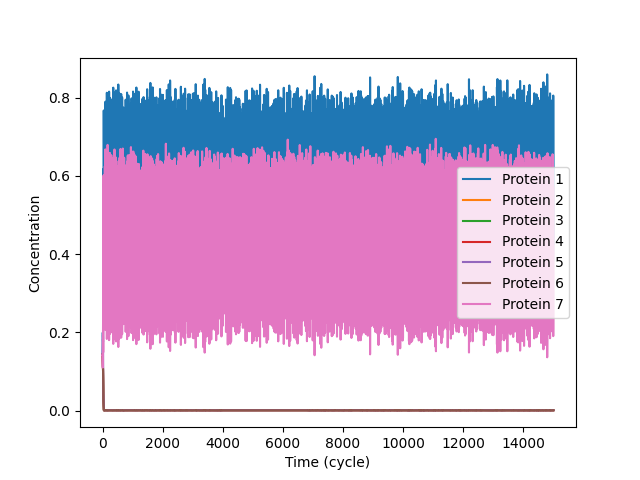 0.8
0.6
0.4
0.2
0.0
Concentration
0 2000 4000 6000 8000 10000 12000 14000
Time (cycle)
Protein 1
Protein 2
Protein 3
Protein 4
Protein 5
Protein 6
Protein 7